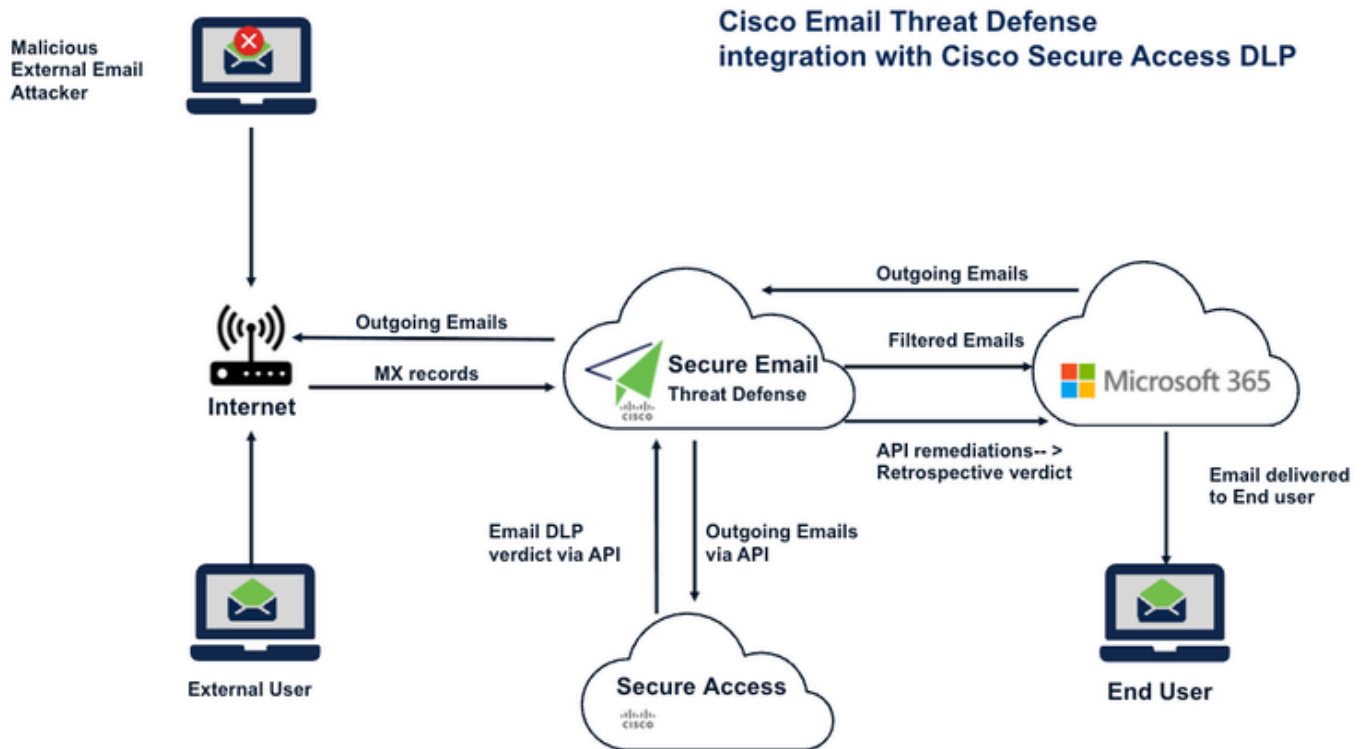 Cisco Email Threat Defense
integration with Cisco Secure Access DLP
Malicious
External Email
Attacker
Outgoing Emails
Outgoing Emails
Filtered Emails
MX records
Internet
Secure Email
Threat Defense
CISCO
Microsoft 365
API remediations-- >
Retrospective verdict
Email delivered
to End user
Email DLP
verdict via API
Outgoing Emails
via API
External User
Secure Access
CISCO
End User